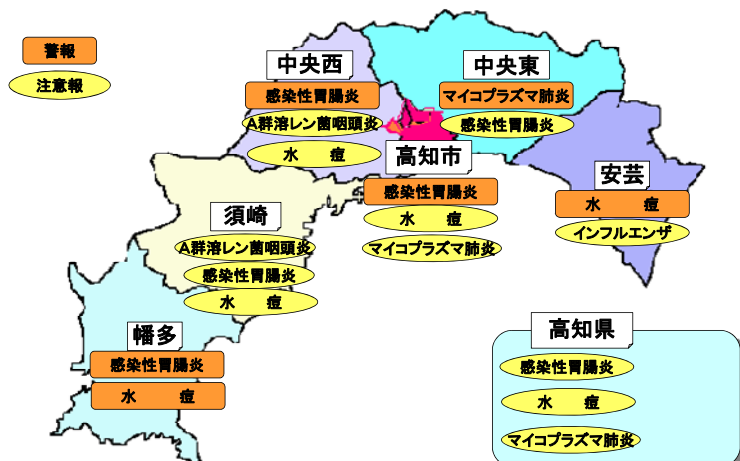 警報
注意報
中央西
感染性胃腸炎
A群溶レン菌咽頭炎
水　痘
中央東
マイコプラズマ肺炎
感染性胃腸炎
高知市
感染性胃腸炎
水　痘
マイコプラズマ肺炎
安芸
水　痘
インフルエンザ
須崎
A群溶レン菌咽頭炎
感染性胃腸炎
水　痘
幡多
感染性胃腸炎
水　痘
高知県
感染性胃腸炎
水　痘
マイコプラズマ肺炎